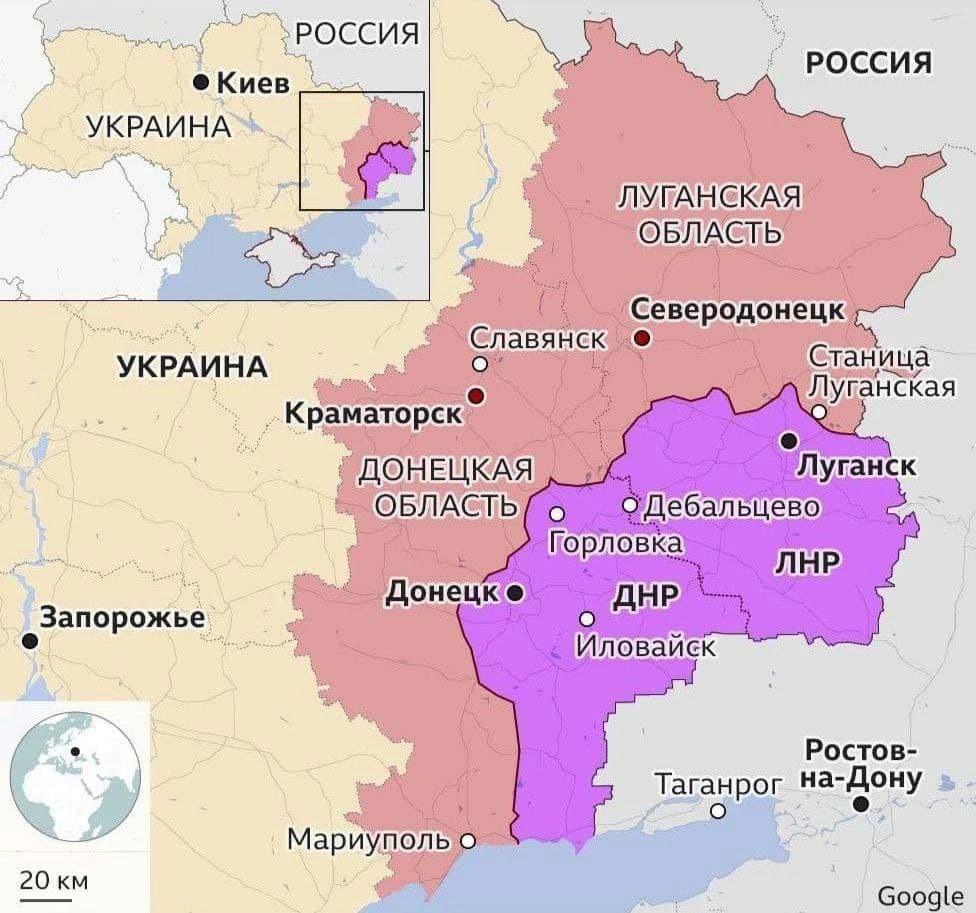 РОССИЯ
Киев
УКРАИНА
РОССИЯ
ЛУГАНСКАЯ
ОБЛАСТЬ
Северодонецк
Славянск
Станица
Луганская
УКРАИНА
Краматорск
ДОНЕЦКАЯ
ОБЛАСТЬ
Луганск
Дебальцево
Горловка
ЛНР
Донецк
ДНР
Запорожье
Иловайск
Ростов-
на-Дону
Таганрог
Мариуполь
20 км
Google